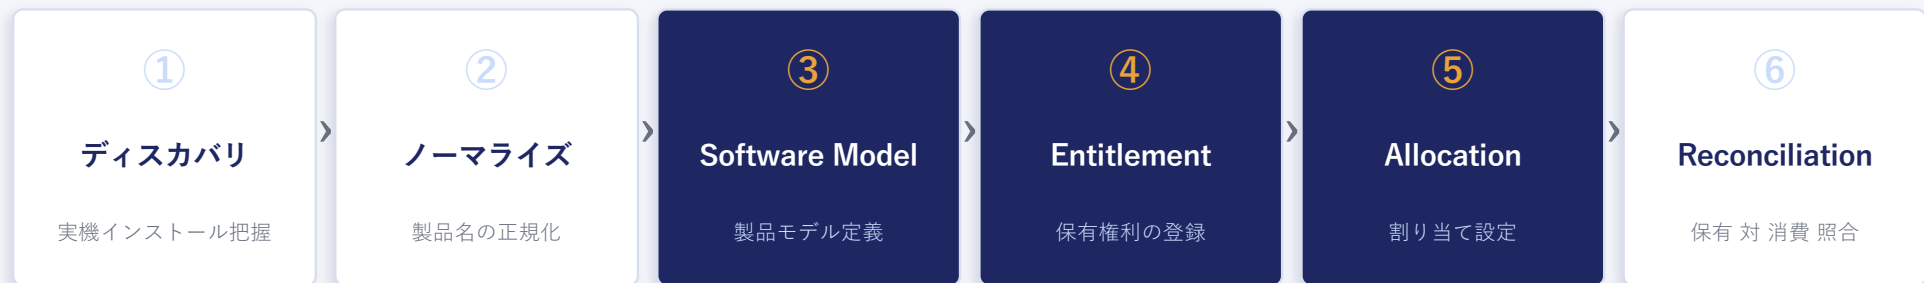 ①
ディスカバリ
実機インストール把握
›
②
ノーマライズ
製品名の正規化
›
③
Software Model
製品モデル定義
›
④
Entitlement
保有権利の登録
›
⑤
Allocation
割り当て設定
›
⑥
Reconciliation
保有 対 消費 照合